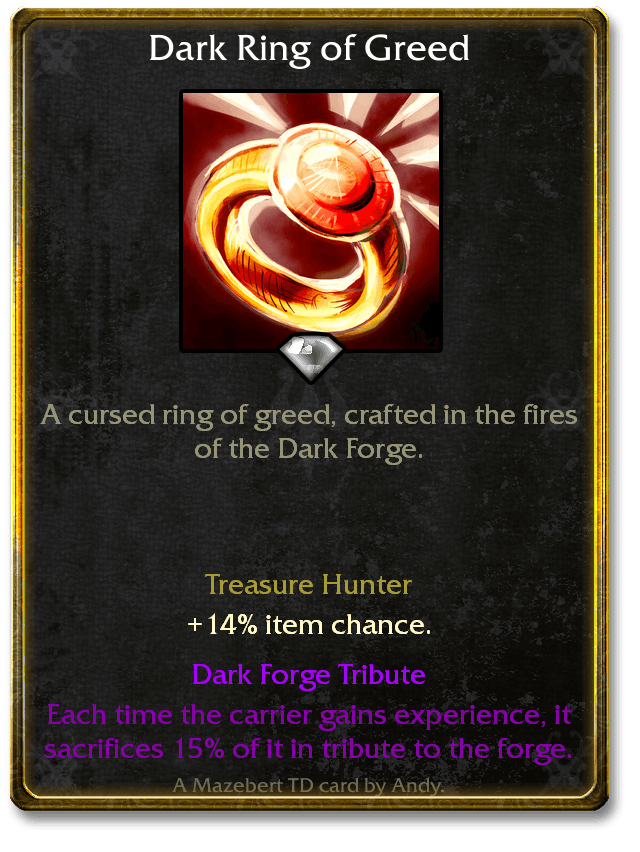 Dark Ring of Greed
A cursed ring of greed, crafted in the fires
of the Dark Forge.
Treasure Hunter
+14% item chance.
Dark Forge Tribute
Each time the carrier gains experience, it
sacrifices 15% of it in tribute to the forge.
A Mazebert TD card by Andy.